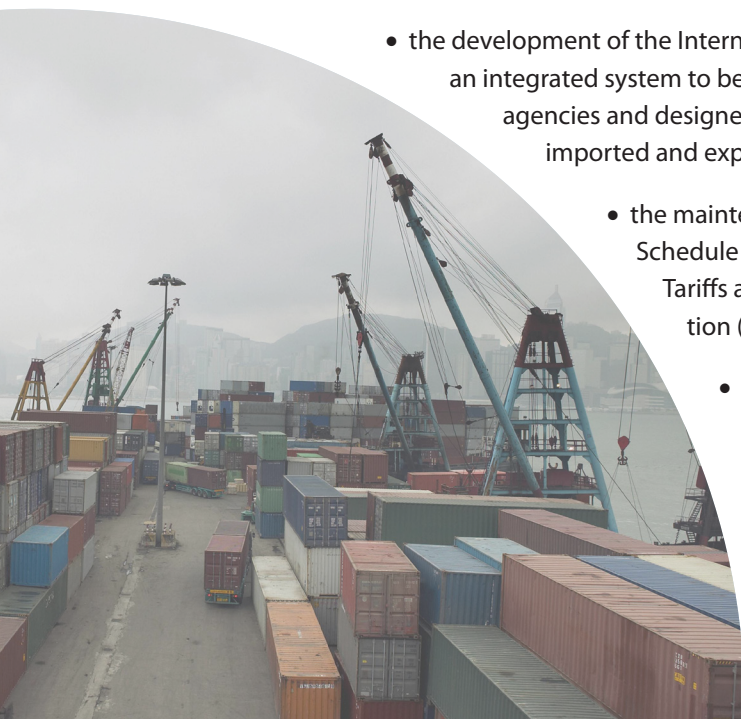 • the development of the Intern
an integrated system to be
agencies and designe
imported and exp
• the mainte
Schedule
Tariffs a
tion (
•